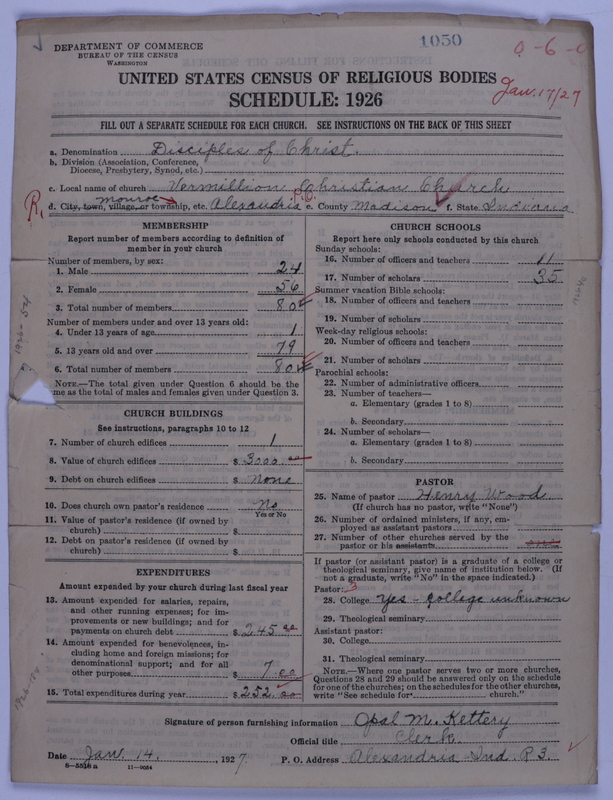 DEPARTMENT OF COMMERCE
BUREAU OF THE CENSUS
WASHINGTON
1050
Jan. 17/27
UNITED STATES CENSUS OF RELIGIOUS BODIES
SCHEDULE: 1926
FILL OUT A SEPARATE SCHEDULE FOR EACH CHURCH. SEE INSTRUCTIONS ON THE BACK OF THIS SHEET
a. Denomination Disciples of Christ.
b. Division (Association, Conference, Diocese, Presbytery, Synod, etc.)
c. Local name of church Vermillion Christian Church
R. monroe P.O.
d. City, town, village, or township, etc. Alexandria e. County Madison f. State Indiana
MEMBERSHIP
Report number of members according to definition of
member in your church
Number of members, by sex:
1. Male 24
2. Female 56
3. Total number of members 80
Number of members under and over 13 years old:
4. Under 13 years of age 1
5. 13 years old and over 79
6. Total number of members 80
NOTE.—The total given under Question 6 should be the
same as the total of males and females given under Question 3.
CHURCH BUILDINGS
See instructions, paragraphs 10 to 12
7. Number of church edifices 1
8. Value of church edifices $ 3000.00
9. Debt on church edifices $ none
10. Does church own pastor's residence? No
Yes or No
11. Value of pastor's residence (if owned by
church) $
12. Debt on pastor's residence (if owned by
church) $
EXPENDITURES
Amount expended by your church during last fiscal year
13. Amount expended for salaries, repairs,
and other running expenses; for im-
provements or new buildings; and for
payments on church debt $ 245.00
14. Amount expended for benevolences, in-
cluding home and foreign missions; for
denominational support; and for all
other purposes $ 7.00
15. Total expenditures during year $ 252.00
CHURCH SCHOOLS
Report here only schools conducted by this church
Sunday schools:
16. Number of officers and teachers 11
17. Number of scholars 35
Summer vacation Bible schools:
18. Number of officers and teachers
19. Number of scholars
Week-day religious schools:
20. Number of officers and teachers
21. Number of scholars
Parochial schools:
22. Number of administrative officers
23. Number of teachers—
a. Elementary (grades 1 to 8)
b. Secondary
24. Number of scholars—
a. Elementary (grades 1 to 8)
b. Secondary
PASTOR
25. Name of pastor Henry Wood
(If church has no pastor, write "None")
26. Number of ordained ministers, if any, em-
ployed as assistant pastors
27. Number of other churches served by the
pastor or his assistants
If pastor (or assistant pastor) is a graduate of a college or
theological seminary, give name of institution below. (If
not a graduate, write "No" in the space indicated.)
Pastor: 3
28. College Yes - College unknown
29. Theological seminary
Assistant pastor:
30. College
31. Theological seminary
NOTE.—Where one pastor serves two or more churches,
Questions 28 and 29 should be answered only on the schedule
for one of the churches; on the schedules for the other churches,
write "See schedule for church."
Signature of person furnishing information Opal M. Kettery
Official title Clerk
Date Jan. 14, 1927. P. O. Address Alexandria Ind. R 3.
11—9054